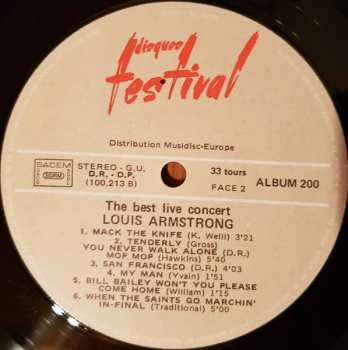 disques
festival
Distribution Musidisc-Europe
SACEM
SDRM
STEREO - G.U.
D.R. - D.P.
(100.213 B)
33 tours
FACE 2
ALBUM 200
The best live concert
LOUIS ARMSTRONG
1. MACK THE KNIFE (K. Weill) 3'21
2. TENDERLY (Gross)
YOU NEVER WALK ALONE (D.R.)
MOP MOP (Hawkins) 5'40
3. SAN FRANCISCO (D.R.) 4'03
4. MY MAN (Yvain) 5'51
5. BILL BAILEY WON'T YOU PLEASE
COME HOME (William) 1'15
6. WHEN THE SAINTS GO MARCHIN'
IN-FINAL (Traditional) 5'00